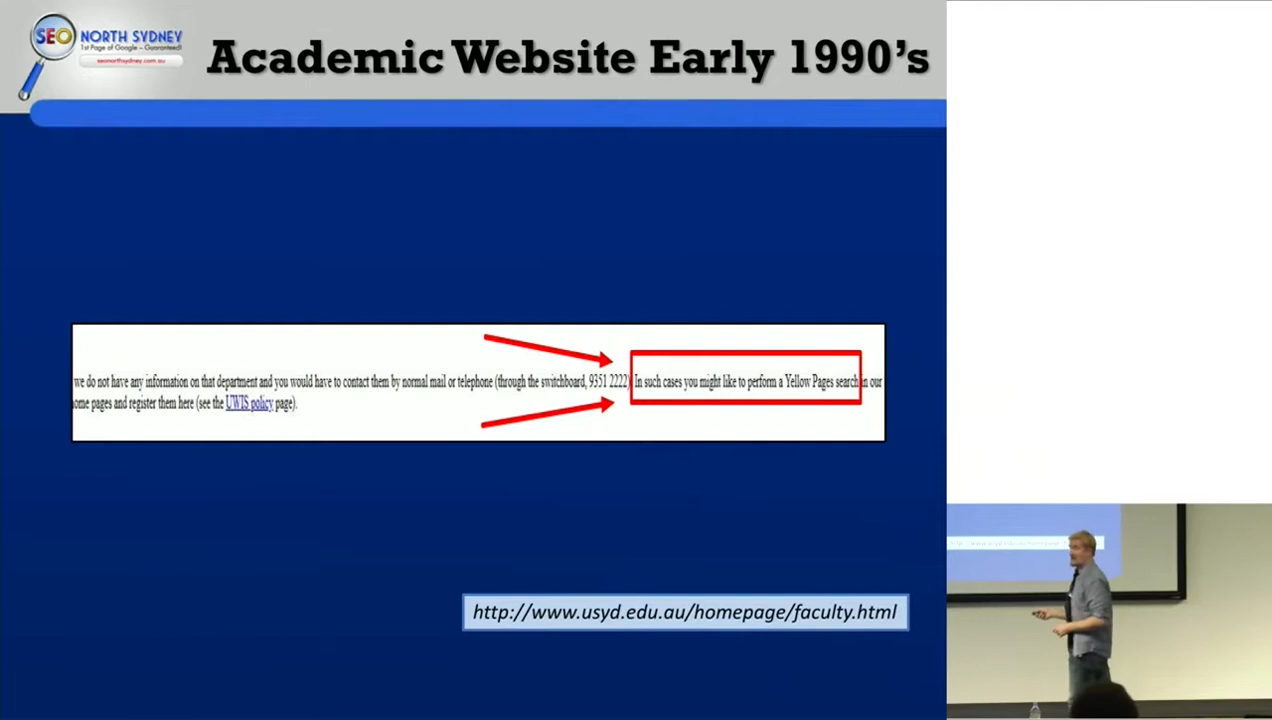 SEO NORTH SYDNEY
1st Page of Google – Guaranteed!
seonorthsydney.com.au
Academic Website Early 1990's
we do not have any information on that department and you would have to contact them by normal mail or telephone (through the switchboard, 9351 2222) In such cases you might like to perform a Yellow Pages search in our
ome pages and register them here (see the UWIS policy page).
http://www.usyd.edu.au/homepage/faculty.html